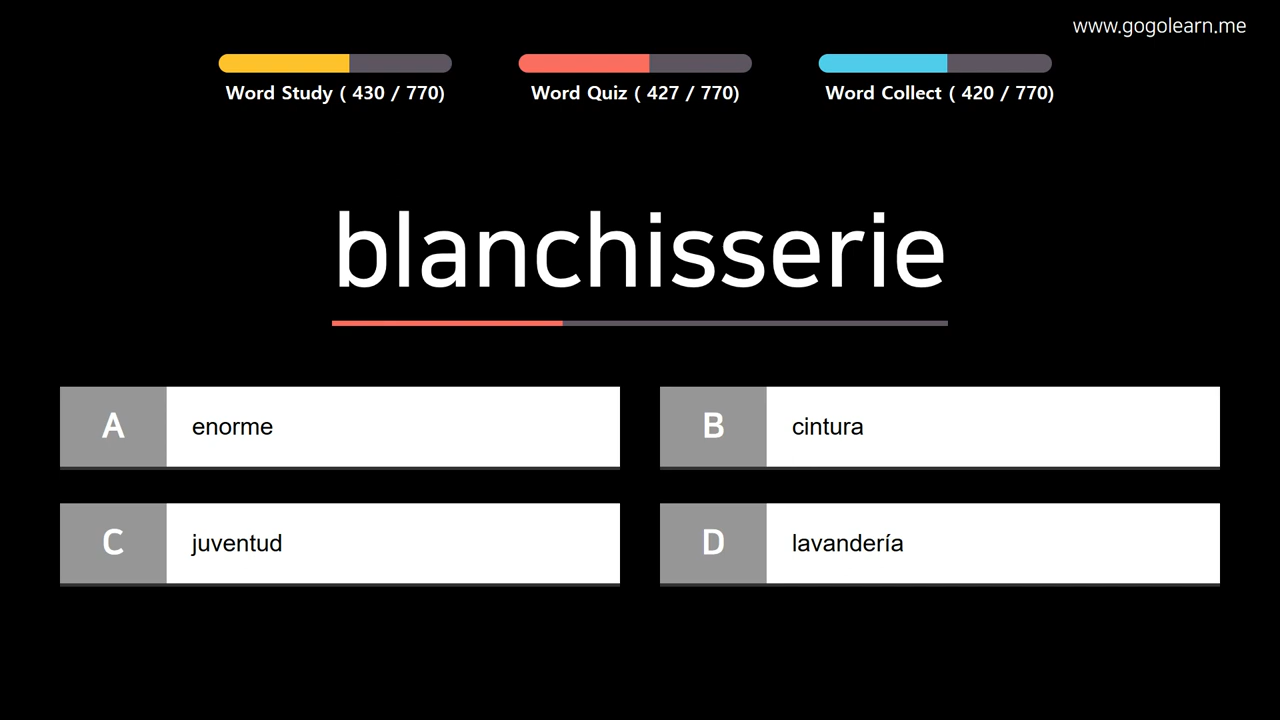 www.gogolearn.me
Word Study ( 430 / 770)
Word Quiz ( 427 / 770)
Word Collect ( 420 / 770)
blanchisserie
A
enorme
B
cintura
C
juventud
D
lavandería